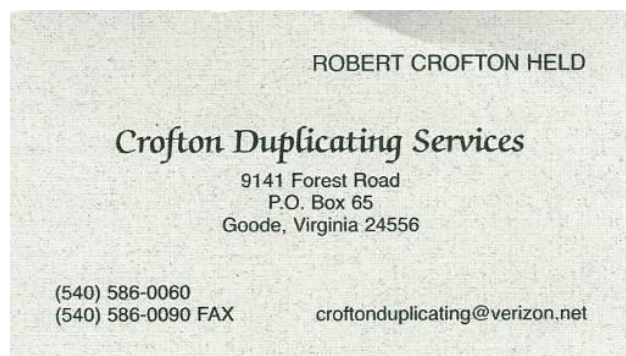 ROBERT CROFTON HELD
Crofton Duplicating Services
9141 Forest Road
P.O. Box 65
Goode, Virginia 24556
(540) 586-0060
(540) 586-0090 FAX
croftonduplicating@verizon.net